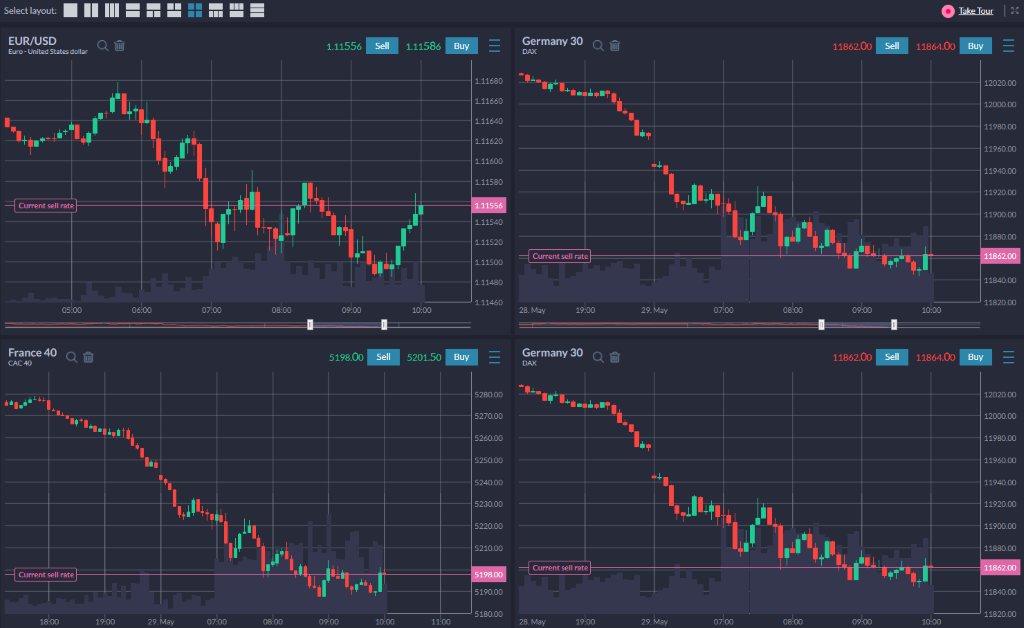 Select layout:
Take Tour
EUR/USD
Euro - United States dollar
1.11556 Sell 1.11586 Buy
1.11680
1.11660
1.11640
1.11620
1.11600
1.11580
Current sell rate
1.11556
1.11540
1.11520
1.11500
1.11480
1.11460
05:00 06:00 07:00 08:00 09:00 10:00
Germany 30
DAX
11862.00 Sell 11864.00 Buy
12020.00
12000.00
11980.00
11960.00
11940.00
11920.00
11900.00
11880.00
Current sell rate
11862.00
11840.00
11820.00
28. May 19:00 29. May 07:00 08:00 09:00 10:00
France 40
CAC 40
5198.00 Sell 5201.50 Buy
5280.00
5270.00
5260.00
5250.00
5240.00
5230.00
5220.00
5210.00
Current sell rate
5198.00
5190.00
5180.00
18:00 19:00 29. May 07:00 08:00 09:00 10:00 11:00
Germany 30
DAX
11862.00 Sell 11864.00 Buy
12020.00
12000.00
11980.00
11960.00
11940.00
11920.00
11900.00
11880.00
Current sell rate
11862.00
11840.00
11820.00
28. May 19:00 29. May 07:00 08:00 09:00 10:00